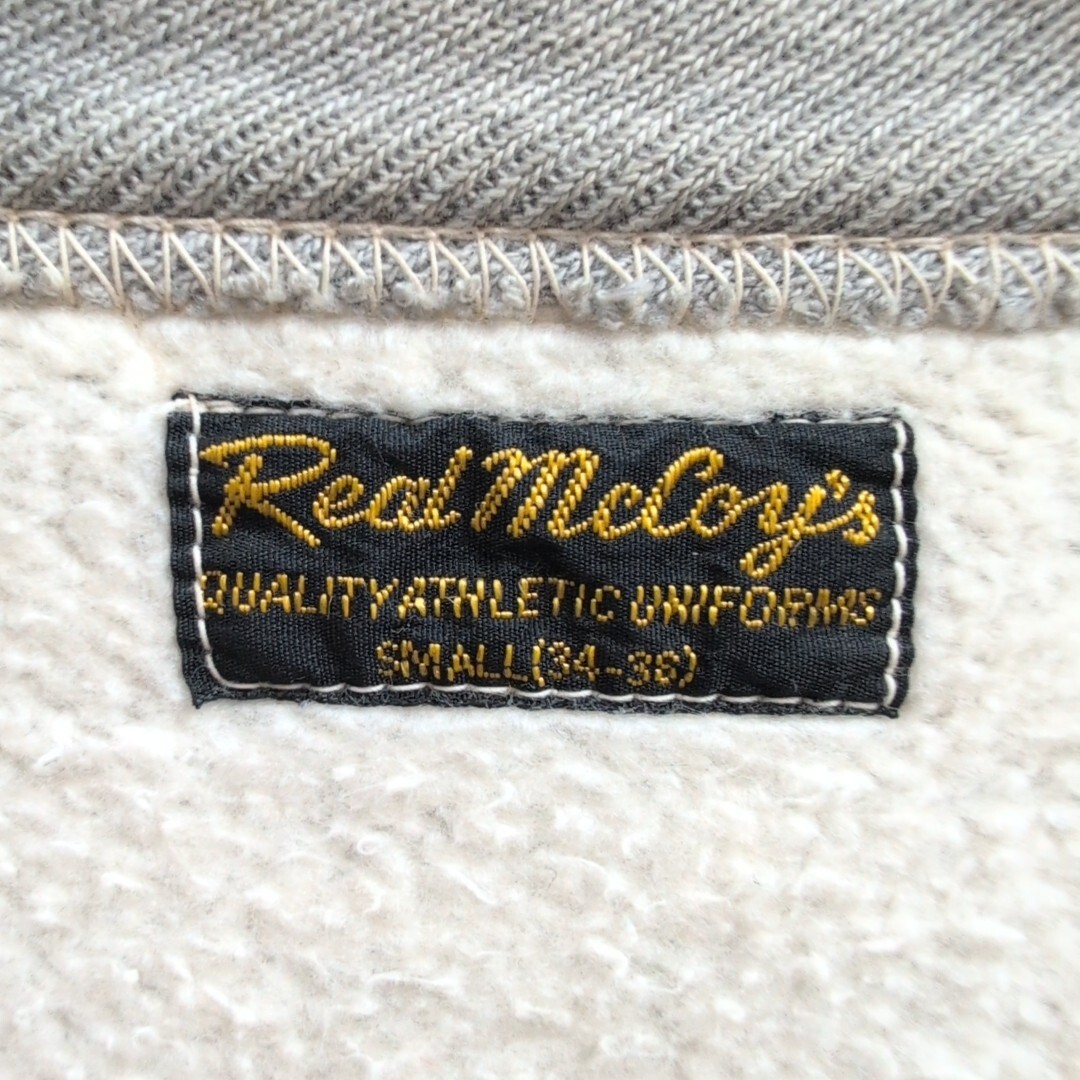 Real McCoy's
QUALITY ATHLETIC UNIFORMS
SMALL(34-36)